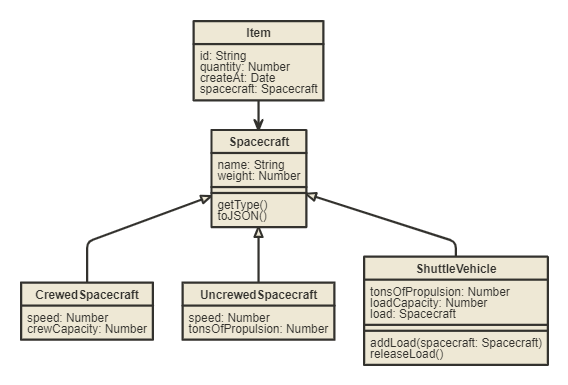 Item
id: String
quantity: Number
createAt: Date
spacecraft: Spacecraft
Spacecraft
name: String
weight: Number
getType()
toJSON()
CrewedSpacecraft
speed: Number
crewCapacity: Number
UncrewedSpacecraft
speed: Number
tonsOfPropulsion: Number
ShuttleVehicle
tonsOfPropulsion: Number
loadCapacity: Number
load: Spacecraft
addLoad(spacecraft: Spacecraft)
releaseLoad()